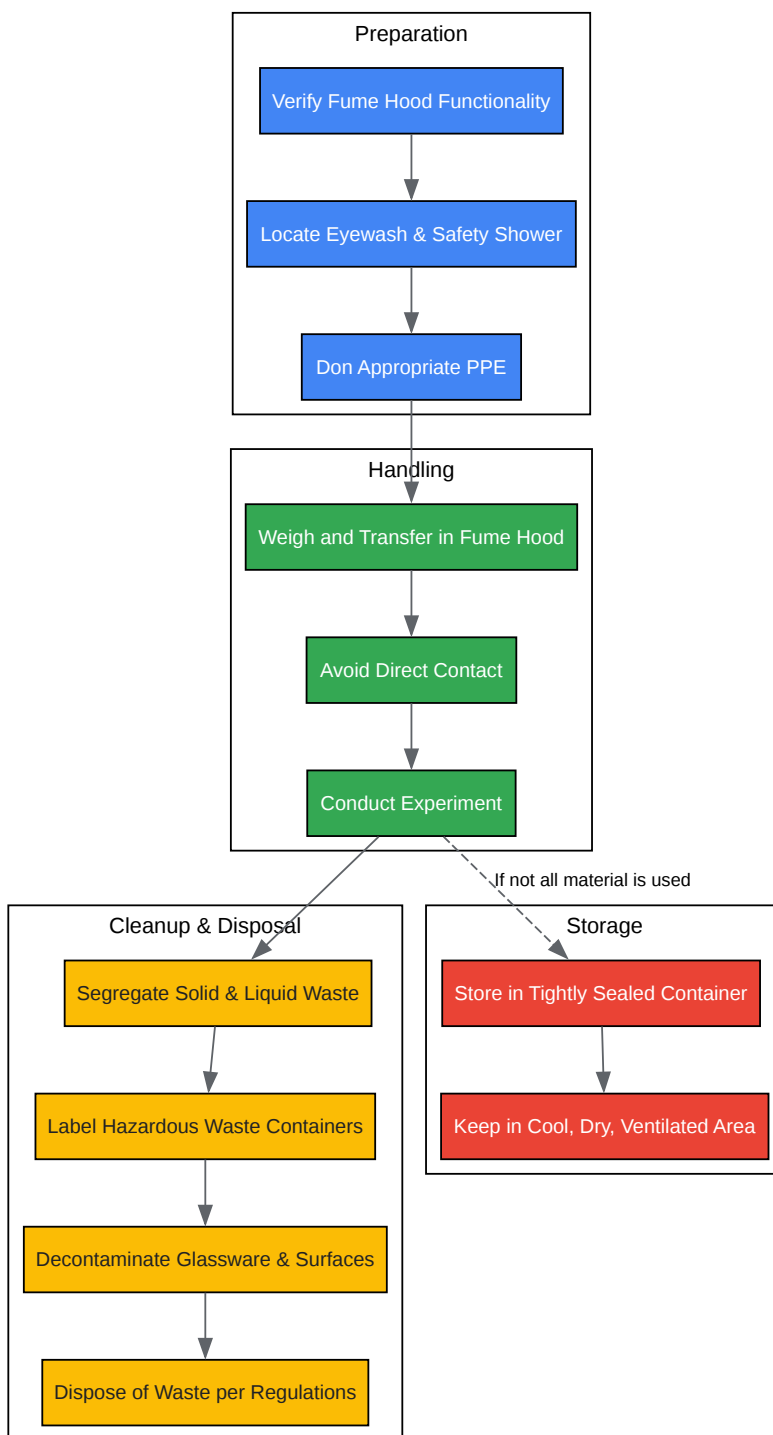 Preparation
Verify Fume Hood Functionality
Locate Eyewash & Safety Shower
Don Appropriate PPE
Handling
Weigh and Transfer in Fume Hood
Avoid Direct Contact
Conduct Experiment
If not all material is used
Cleanup & Disposal
Segregate Solid & Liquid Waste
Label Hazardous Waste Containers
Decontaminate Glassware & Surfaces
Dispose of Waste per Regulations
Storage
Store in Tightly Sealed Container
Keep in Cool, Dry, Ventilated Area